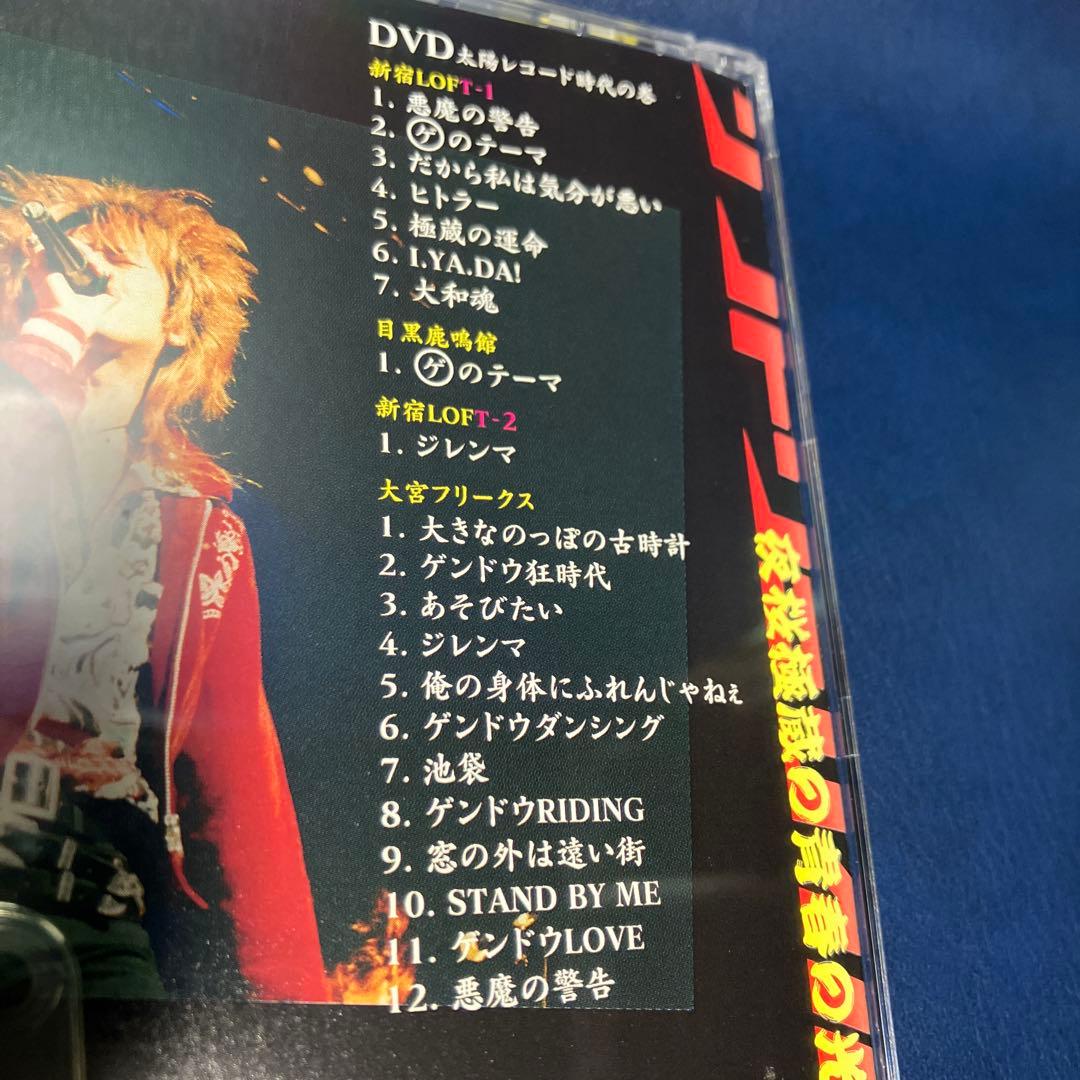 DVD太陽レコード時代の巻
新宿LOFT-1
1. 悪魔の警告
2. ゲのテーマ
3. だから私は気分が悪い
4. ヒトラー
5. 極蔵の運命
6. I.YA.DA!
7. 大和魂
目黒鹿鳴館
1. ゲのテーマ
新宿LOFT-2
1. ジレンマ
大宮フリークス
1. 大きなのっぽの古時計
2. ゲンドウ狂時代
3. あそびたい
4. ジレンマ
5. 俺の身体にふれんじゃねぇ
6. ゲンドウダンシング
7. 池袋
8. ゲンドウRIDING
9. 窓の外は遠い街
10. STAND BY ME
11. ゲンドウLOVE
12. 悪魔の警告
夜桜極蔵の青春の光